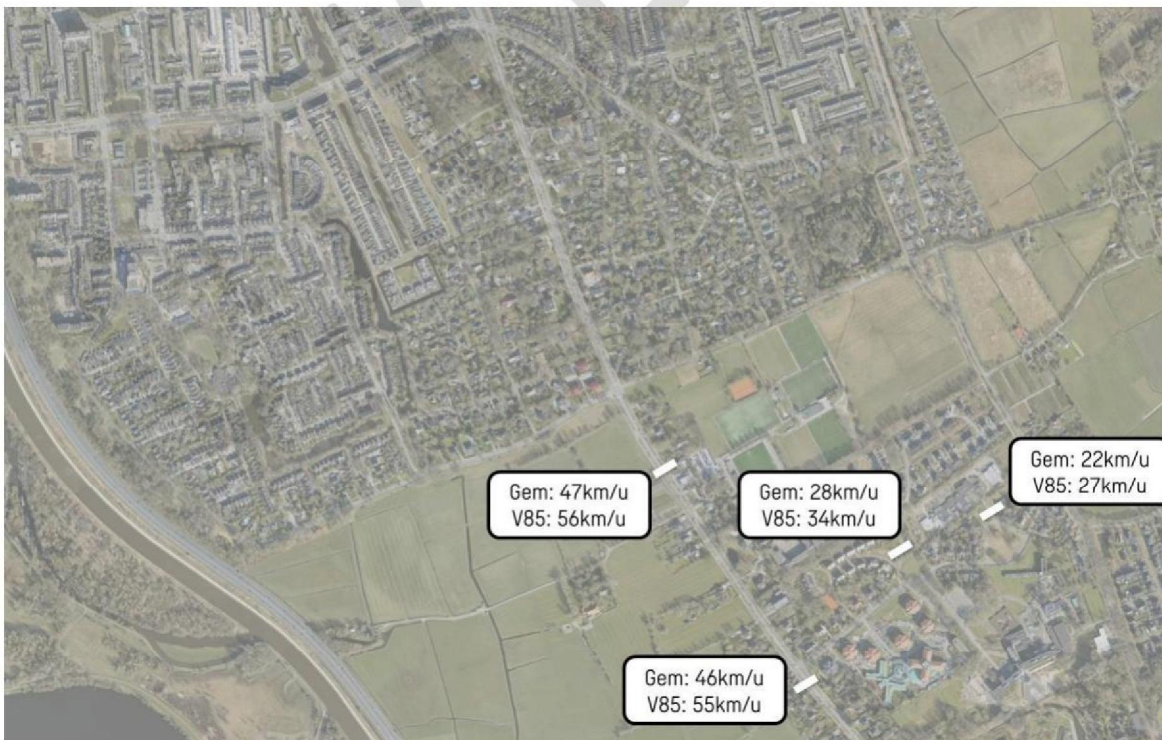 Gem: 47km/u
V85: 56km/u
Gem: 28km/u
V85: 34km/u
Gem: 22km/u
V85: 27km/u
Gem: 46km/u
V85: 55km/u